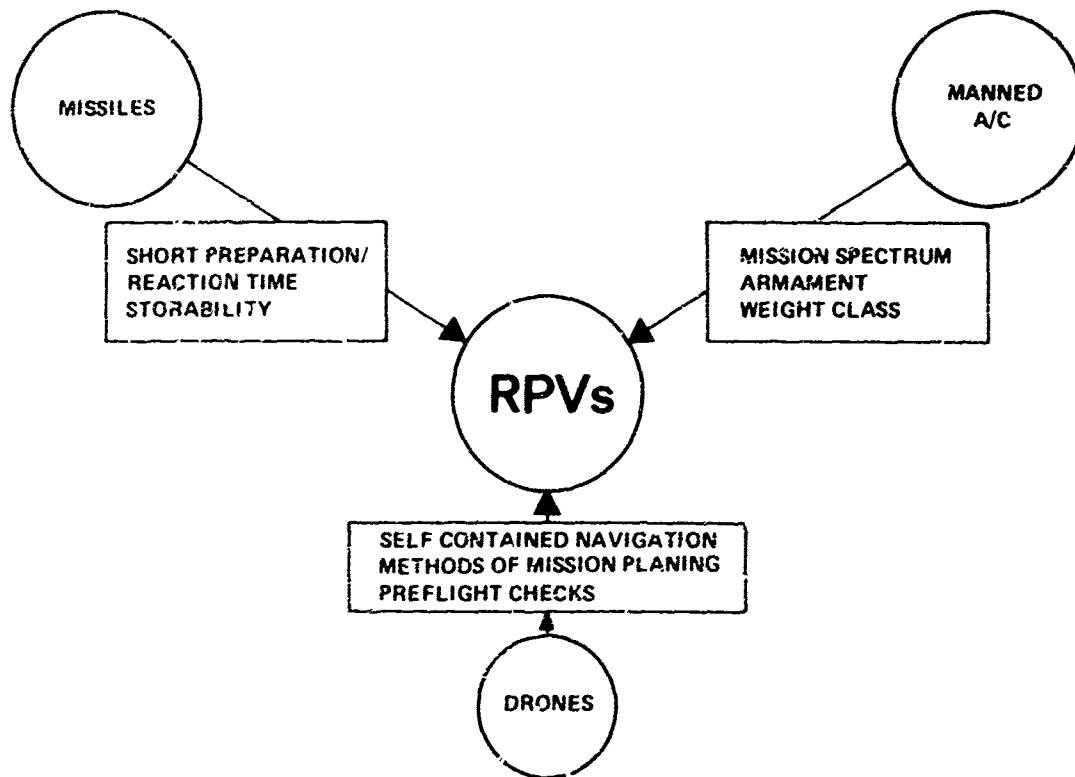 MISSILES
MANNED
A/C
SHORT PREPARATION/
REACTION TIME
STORABILITY
MISSION SPECTRUM
ARMAMENT
WEIGHT CLASS
RPVs
SELF CONTAINED NAVIGATION
METHODS OF MISSION PLANING
PREFLIGHT CHECKS
DRONES